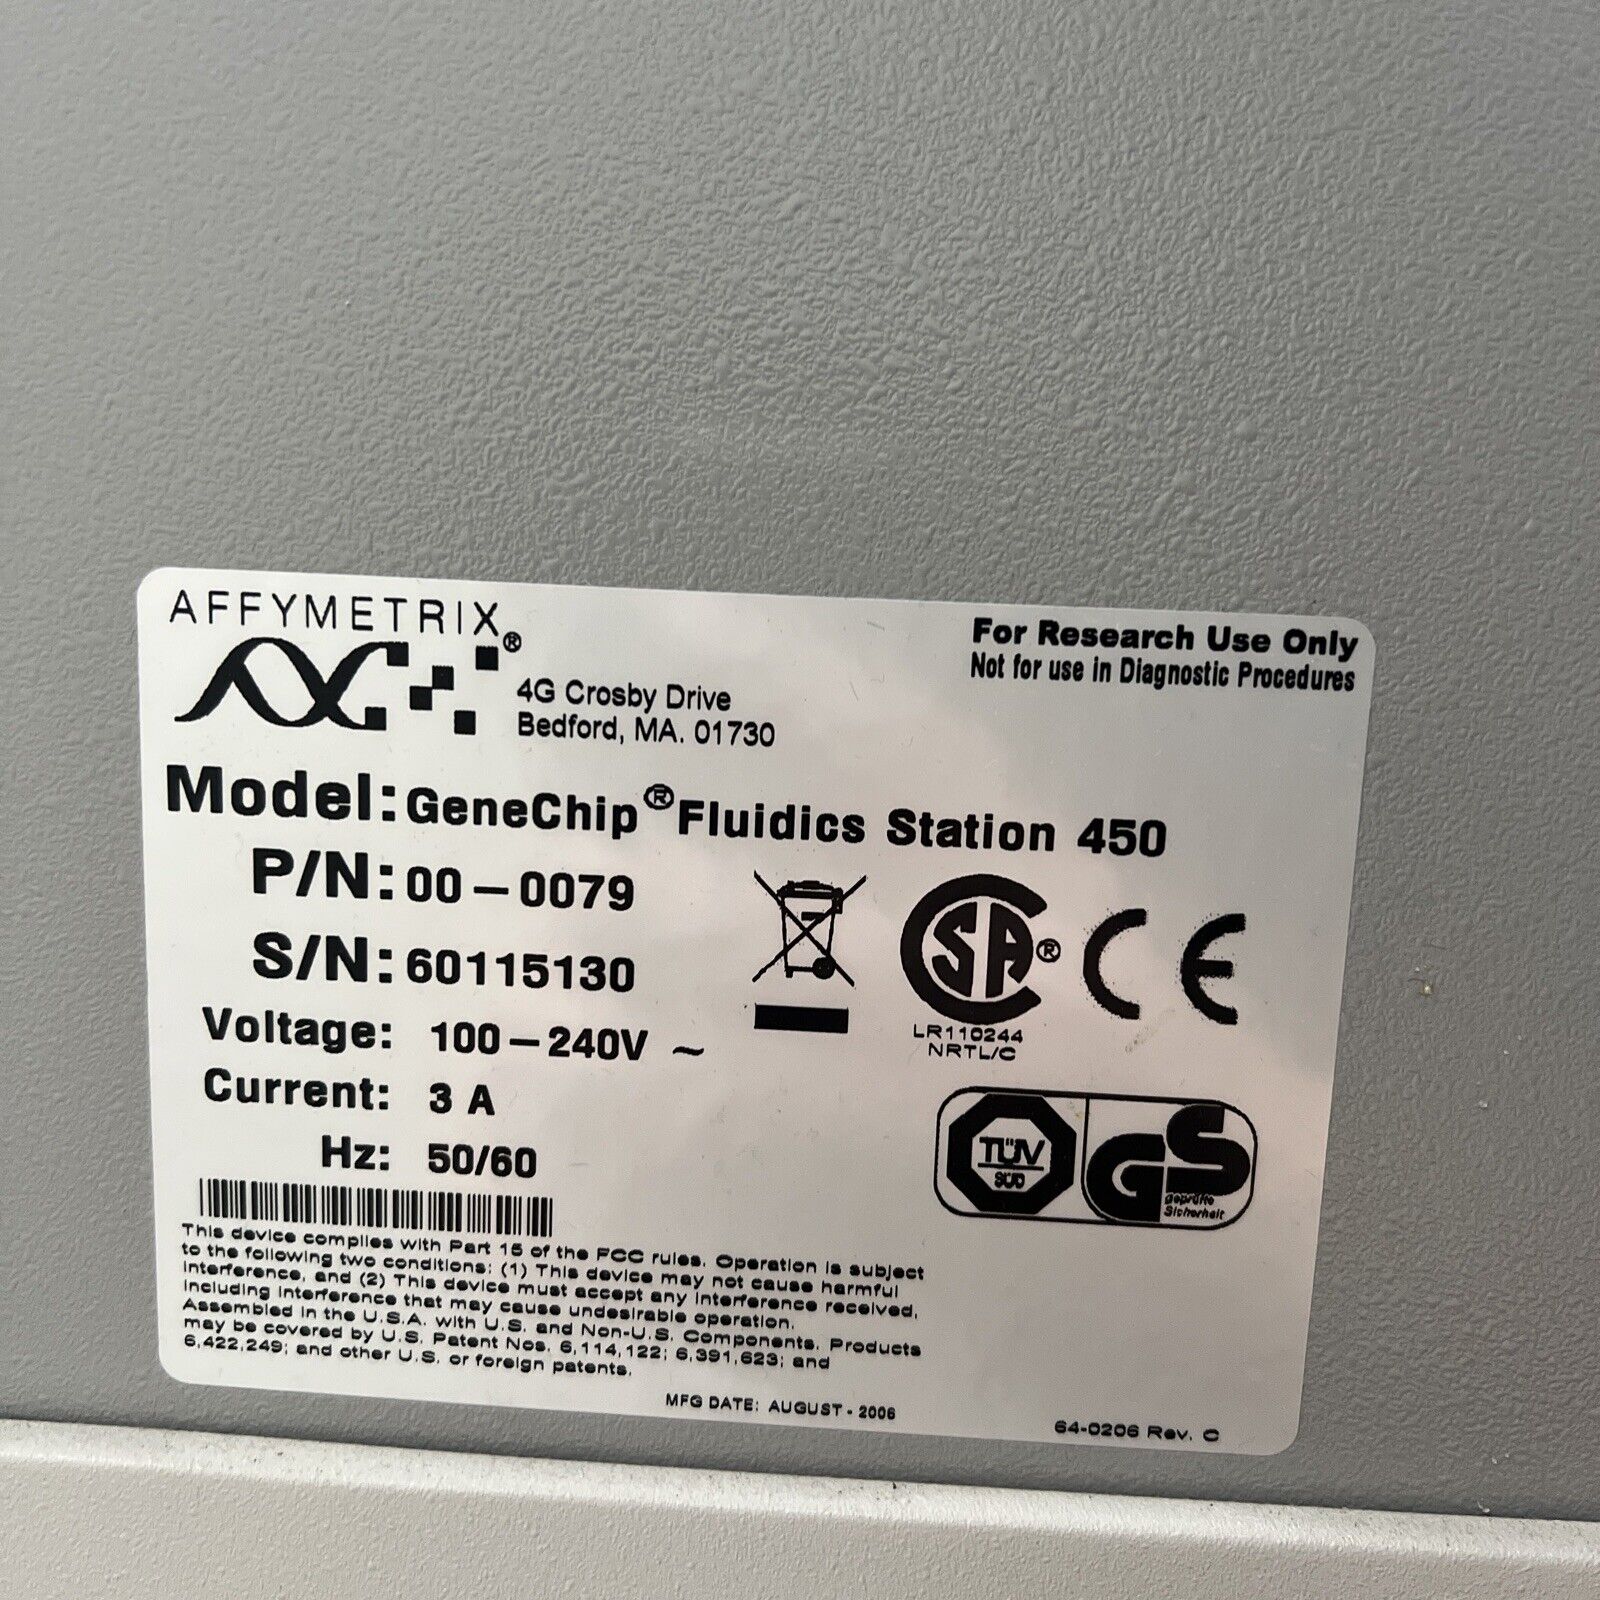 AFFYMETRIX®
4G Crosby Drive
Bedford, MA. 01730
For Research Use Only
Not for use in Diagnostic Procedures
Model: GeneChip® Fluidics Station 450
P/N: 00-0079
S/N: 60115130
Voltage: 100-240V ~
Current: 3 A
Hz: 50/60
CSA®
LR110244
NRTL/C
CE
TÜV
SÜD
GS
geprüfte
Sicherheit
This device complies with Part 15 of the FCC rules. Operation is subject
to the following two conditions: (1) This device may not cause harmful
interference, and (2) This device must accept any interference received,
including interference that may cause undesirable operation.
Assembled in the U.S.A. with U.S. and Non-U.S. Components. Products
may be covered by U.S. Patent Nos. 6,114,122; 6,391,623; and
6,422,249; and other U.S. or foreign patents.
MFG DATE: AUGUST - 2006
64-0206 Rev. C